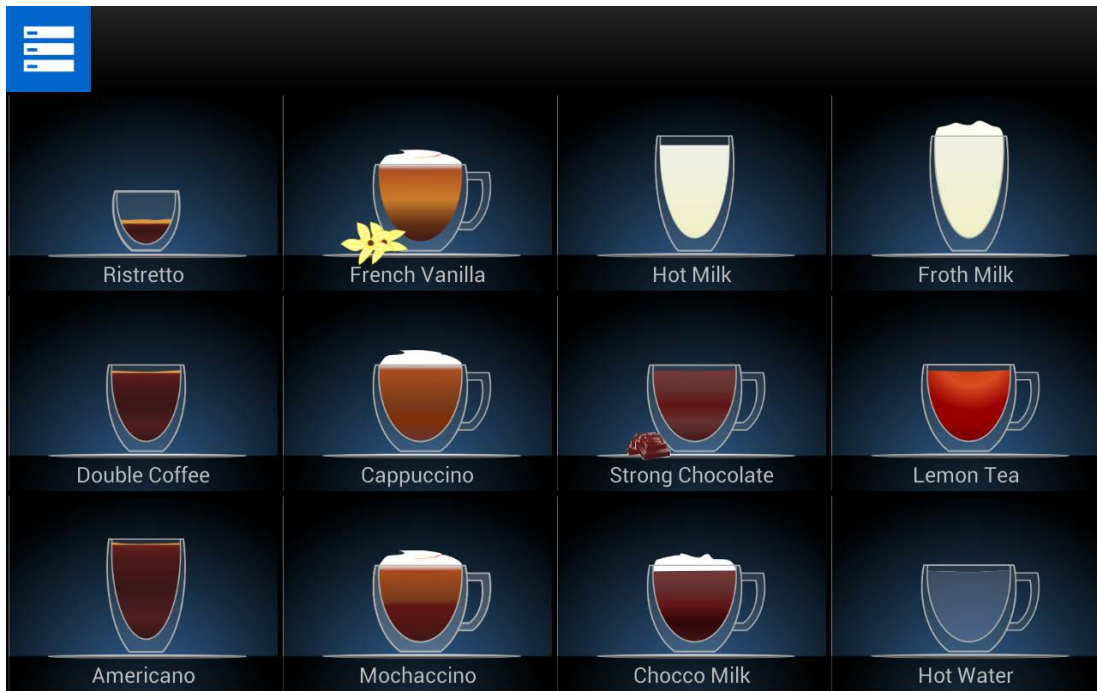 Ristretto
French Vanilla
Hot Milk
Froth Milk
Double Coffee
Cappuccino
Strong Chocolate
Lemon Tea
Americano
Mochaccino
Chocco Milk
Hot Water